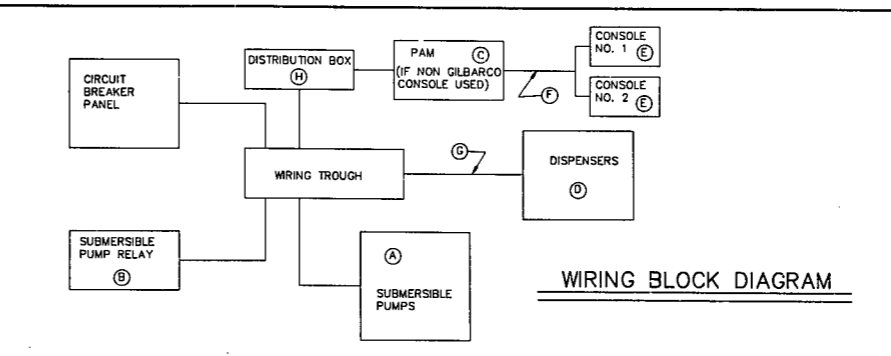 CIRCUIT
BREAKER
PANEL
DISTRIBUTION BOX
H
PAM C
(IF NON GILBARCO
CONSOLE USED)
F
CONSOLE
NO. 1 E
CONSOLE
NO. 2 E
WIRING TROUGH
G
DISPENSERS
D
SUBMERSIBLE
PUMP RELAY
B
A
SUBMERSIBLE
PUMPS
WIRING BLOCK DIAGRAM